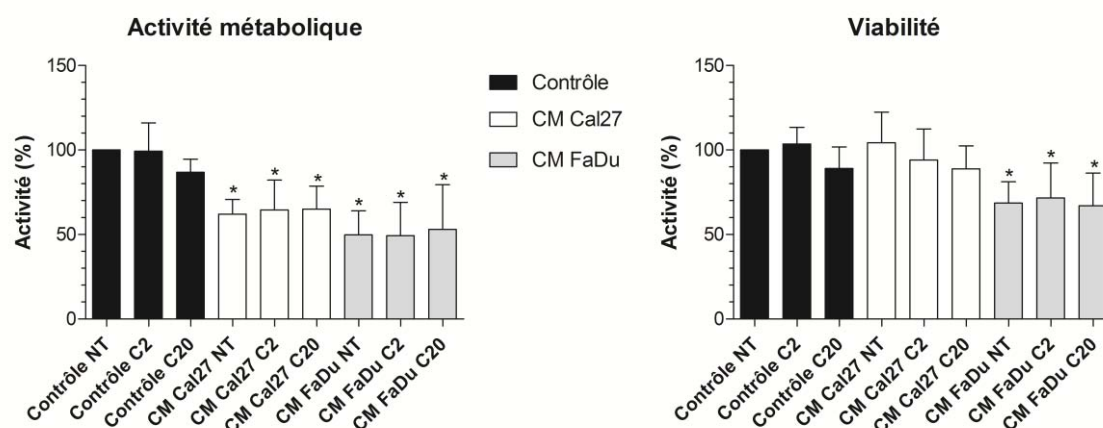 Activité métabolique
150
100
50
0
Activité (%)
* * * * * *
Contrôle NT
Contrôle C2
Contrôle C20
CM Cal27 NT
CM Cal27 C2
CM Cal27 C20
CM FaDu NT
CM FaDu C2
CM FaDu C20
Contrôle
CM Cal27
CM FaDu
Viabilité
150
100
50
0
Activité (%)
* * *
Contrôle NT
Contrôle C2
Contrôle C20
CM Cal27 NT
CM Cal27 C2
CM Cal27 C20
CM FaDu NT
CM FaDu C2
CM FaDu C20